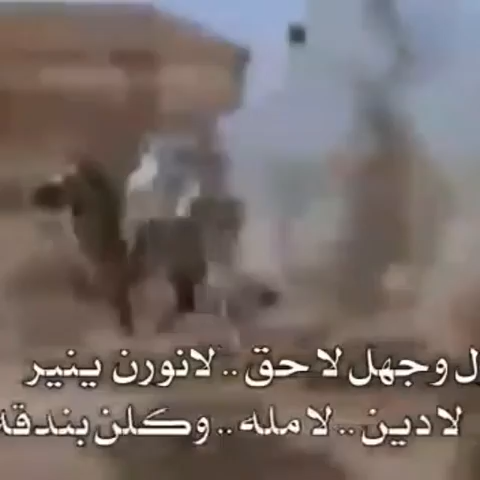 ل وجهل لا حق .. لانورن ينير
لا دين .. لا مله .. وكلن بندقه